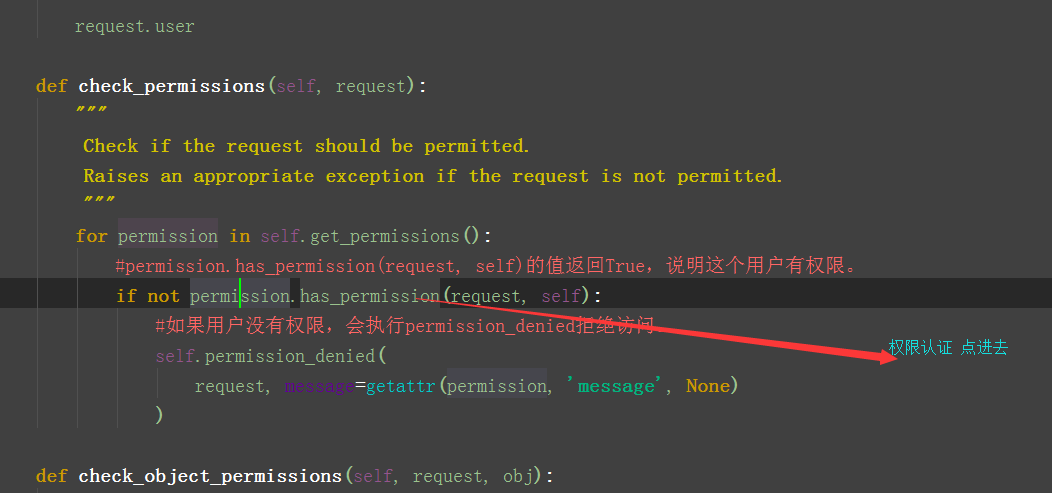 request.user
def check_permissions(self, request):
"""
Check if the request should be permitted.
Raises an appropriate exception if the request is not permitted.
"""
for permission in self.get_permissions():
#permission.has_permission(request, self)的值返回True，说明这个用户有权限。
if not permission.has_permission(request, self):
#如果用户没有权限，会执行permission_denied拒绝访问
权限认证 点进去
self.permission_denied(
request, message=getattr(permission, 'message', None)
)
def check_object_permissions(self, request, obj):